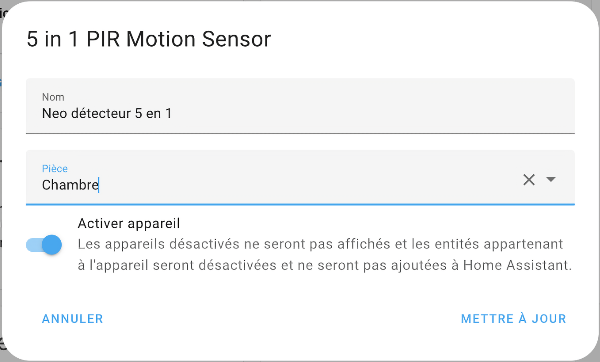 5 in 1 PIR Motion Sensor
Nom
Neo détecteur 5 en 1
Pièce
Chambre
Activer appareil
Les appareils désactivés ne seront pas affichés et les entités appartenant
à l'appareil seront désactivées et ne seront pas ajoutées à Home Assistant.
ANNULER
METTRE À JOUR